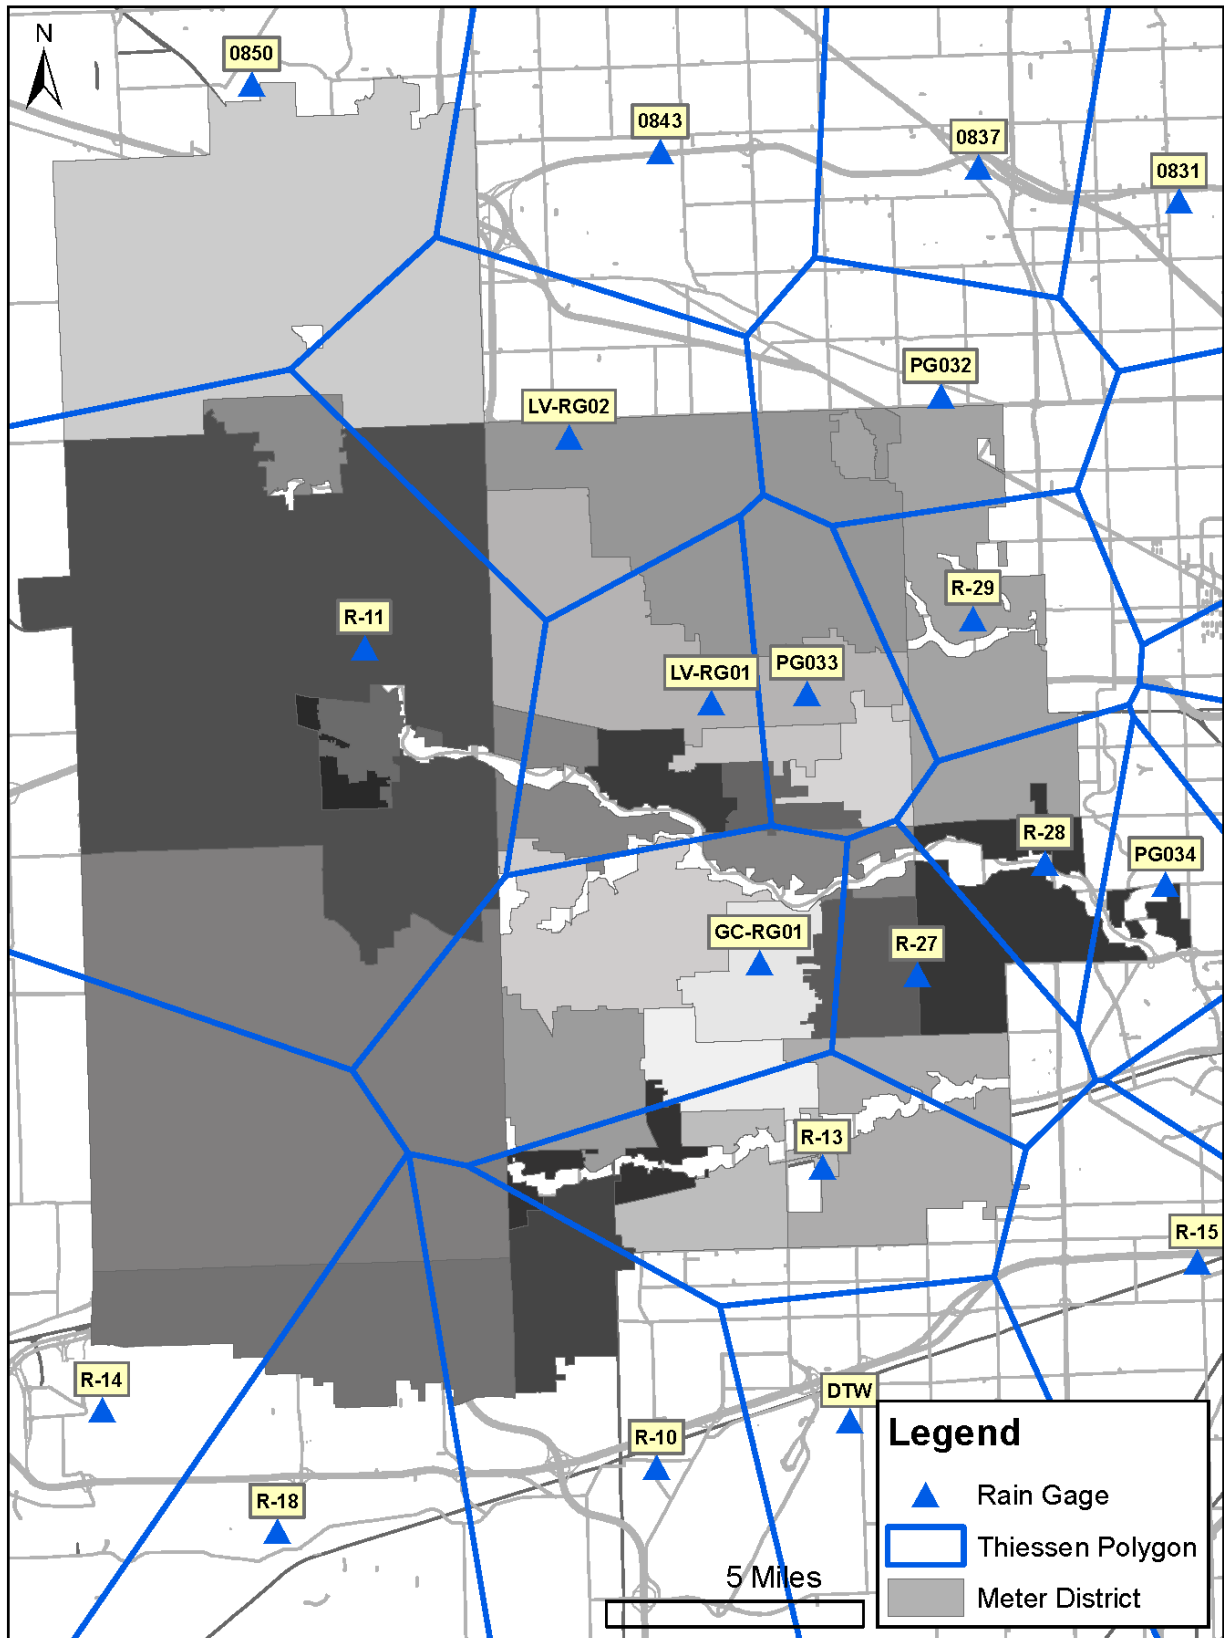 N
0850
0843
0837
0831
PG032
LV-RG02
R-29
R-11
LV-RG01
PG033
R-28
PG034
GC-RG01
R-27
R-13
R-15
R-14
DTW
R-10
R-18
Legend
Rain Gage
Thiessen Polygon
Meter District
5 Miles